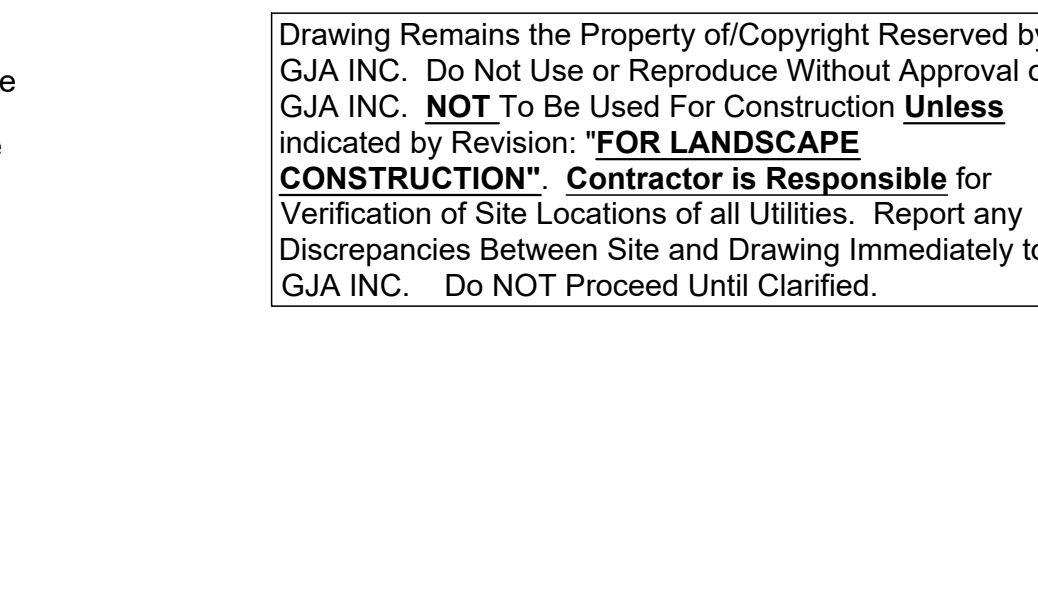 Drawing Remains the Property of/Copyright Reserved by
e
GJA INC.  Do Not Use or Reproduce Without Approval o
GJA INC.  NOT To Be Used For Construction Unless
indicated by Revision: "FOR LANDSCAPE
CONSTRUCTION".  Contractor is Responsible for
Verification of Site Locations of all Utilities.  Report any
Discrepancies Between Site and Drawing Immediately to
GJA INC.    Do NOT Proceed Until Clarified.